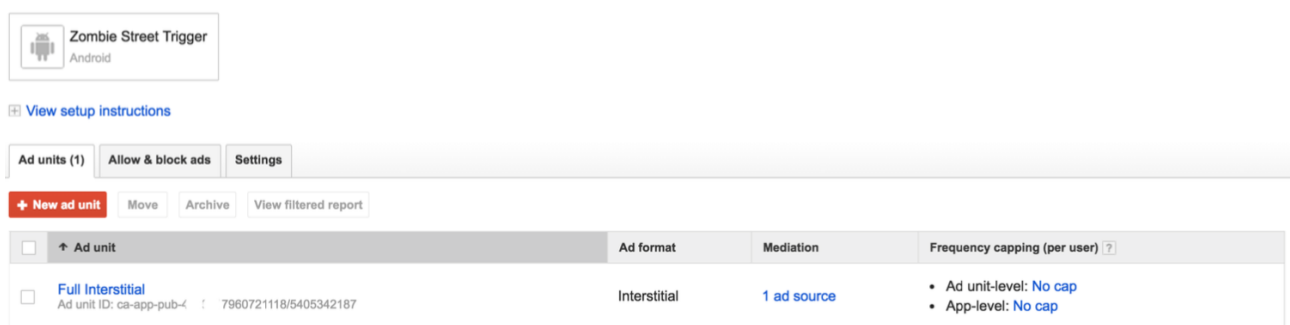 Zombie Street Trigger
Android
View setup instructions
Ad units (1) Allow & block ads Settings
+ New ad unit Move Archive View filtered report
↑ Ad unit Ad format Mediation Frequency capping (per user) ?
Full Interstitial Interstitial 1 ad source • Ad unit-level: No cap
Ad unit ID: ca-app-pub- 7960721118/5405342187 • App-level: No cap